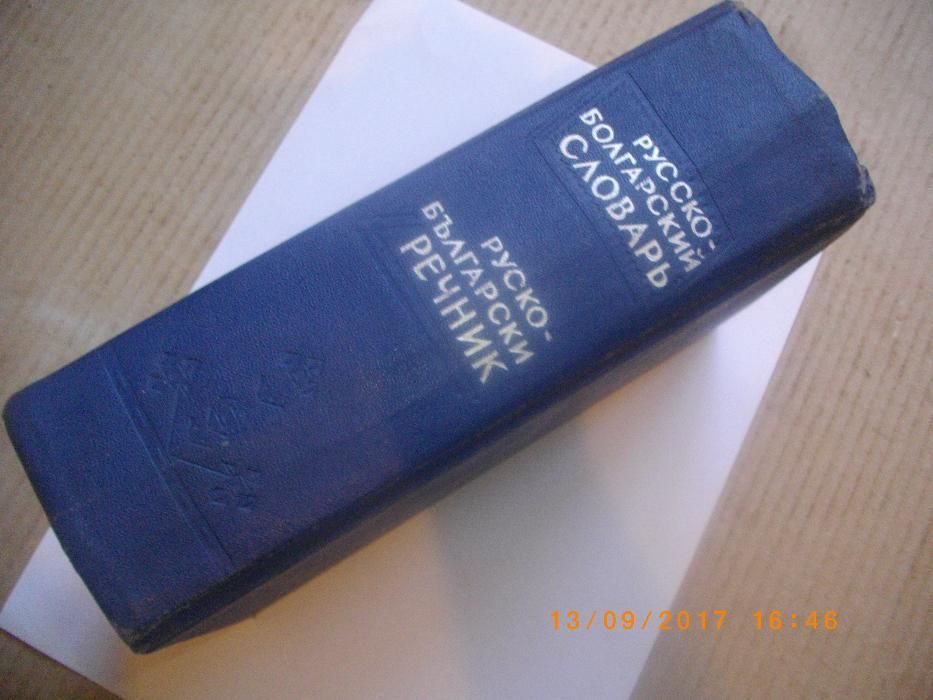 РУССКО-
БОЛГАРСКИЙ
СЛОВАРЬ
РУСКО-
БЪЛГАРСКИ
РЕЧНИК
13/09/2017 16:46